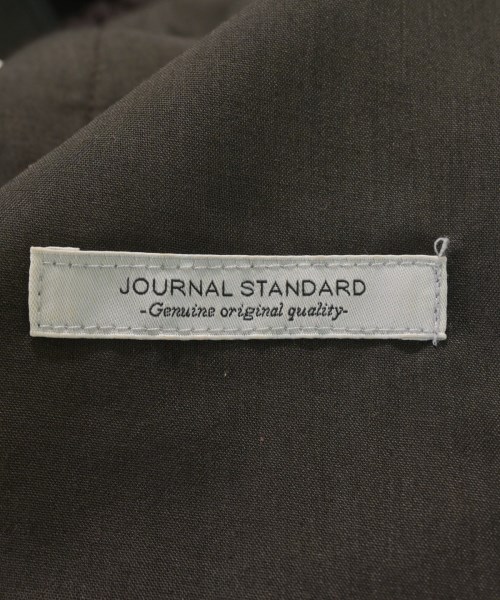 JOURNAL STANDARD
-Genuine original quality-